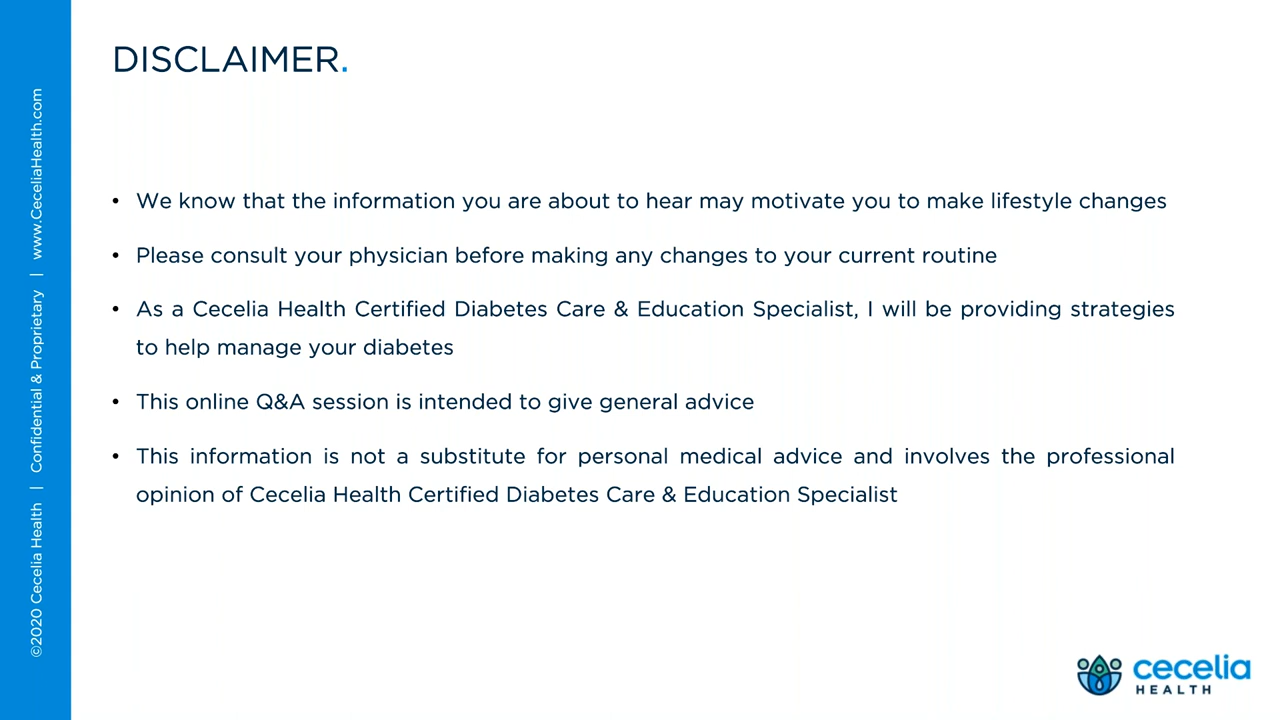 DISCLAIMER.
• We know that the information you are about to hear may motivate you to make lifestyle changes
• Please consult your physician before making any changes to your current routine
• As a Cecelia Health Certified Diabetes Care & Education Specialist, I will be providing strategies
to help manage your diabetes
• This online Q&A session is intended to give general advice
• This information is not a substitute for personal medical advice and involves the professional
opinion of Cecelia Health Certified Diabetes Care & Education Specialist
©2020 Cecelia Health | Confidential & Proprietary | www.CeceliaHealth.com
cecelia
HEALTH